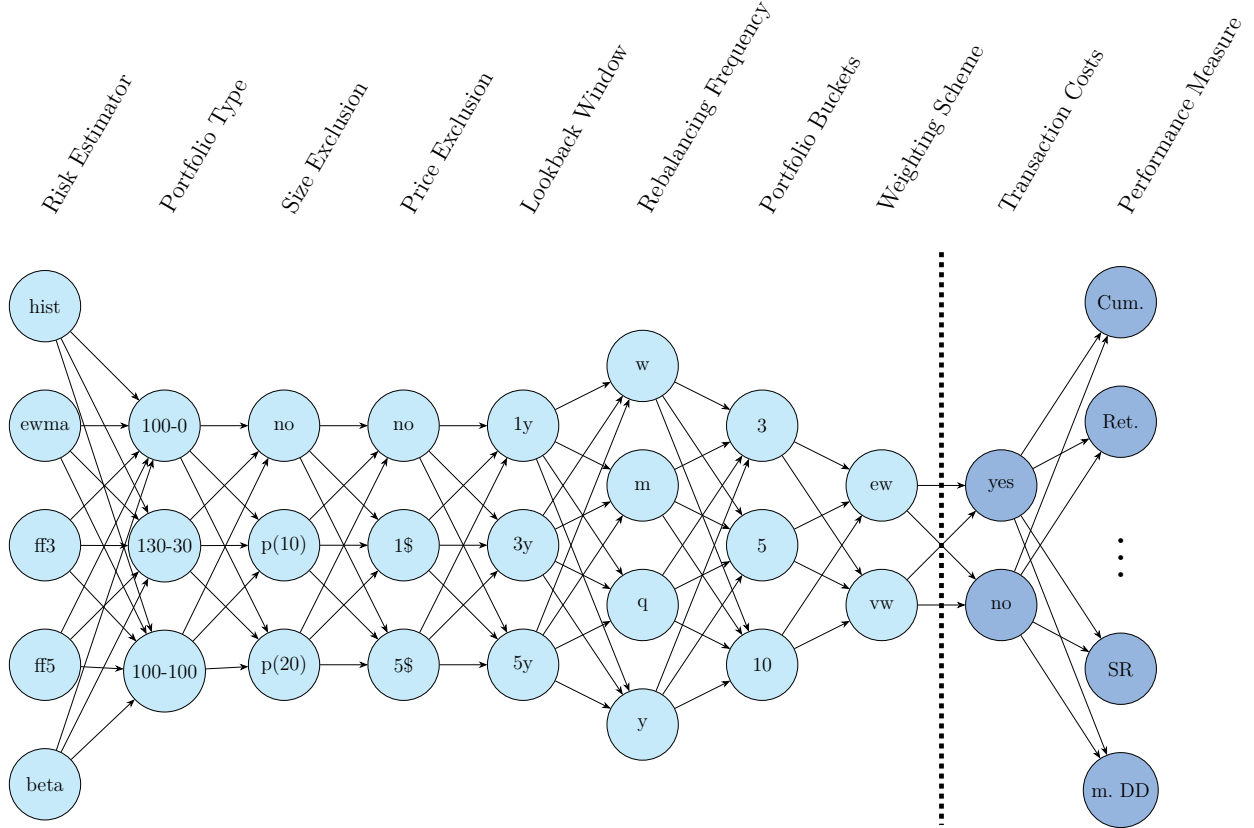 Risk Estimator
Portfolio Type
Size Exclusion
Price Exclusion
Lookback Window
Rebalancing Frequency
Portfolio Buckets
Weighting Scheme
Transaction Costs
Performance Measure
hist
ewma
ff3
ff5
beta
100-0
130-30
100-100
no
p(10)
p(20)
no
1$
5$
1y
3y
5y
w
m
q
y
3
5
10
ew
vw
yes
no
Cum.
Ret.
⋮
SR
m. DD